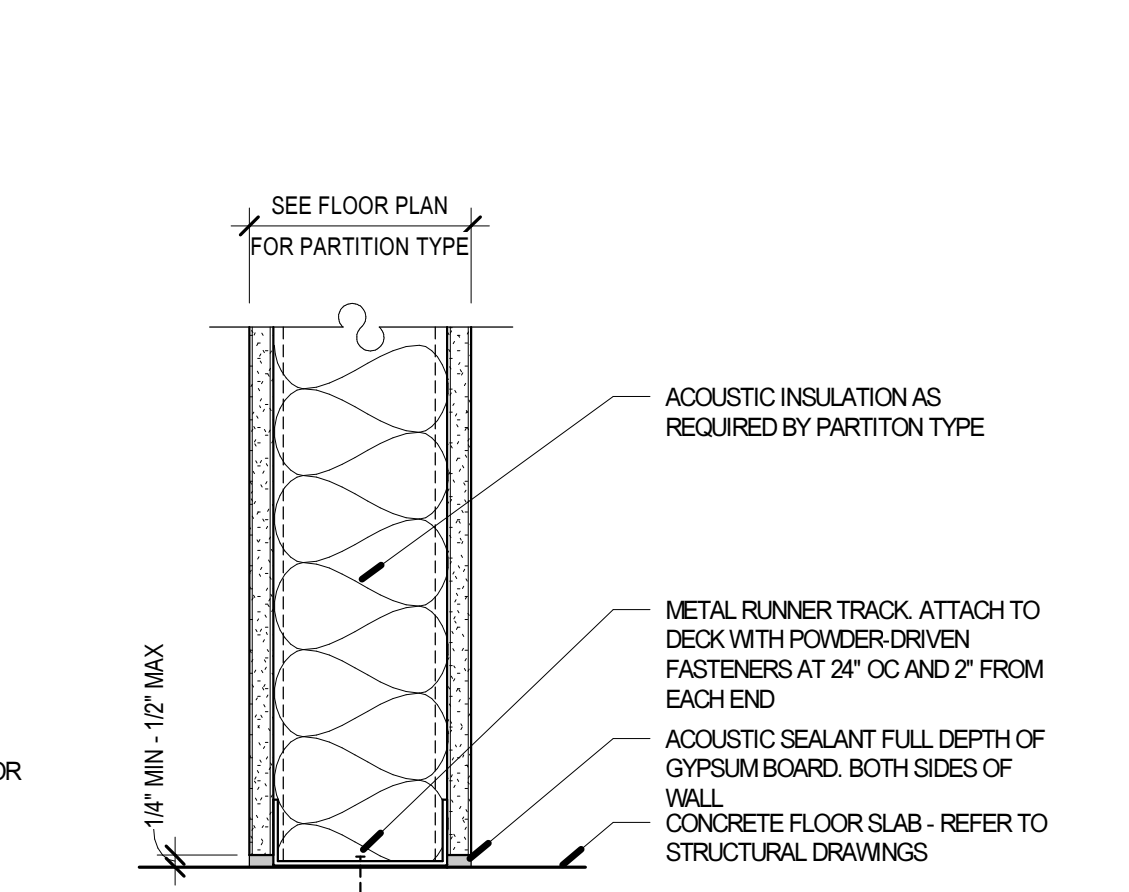 SEE FLOOR PLAN
FOR PARTITION TYPE
ACOUSTIC INSULATION AS
REQUIRED BY PARTITON TYPE
METAL RUNNER TRACK. ATTACH TO
DECK WITH POWDER-DRIVEN
FASTENERS AT 24" OC AND 2" FROM
EACH END
1/4" MIN - 1/2" MAX
ACOUSTIC SEALANT FULL DEPTH OF
GYPSUM BOARD. BOTH SIDES OF
WALL
OR
CONCRETE FLOOR SLAB - REFER TO
STRUCTURAL DRAWINGS